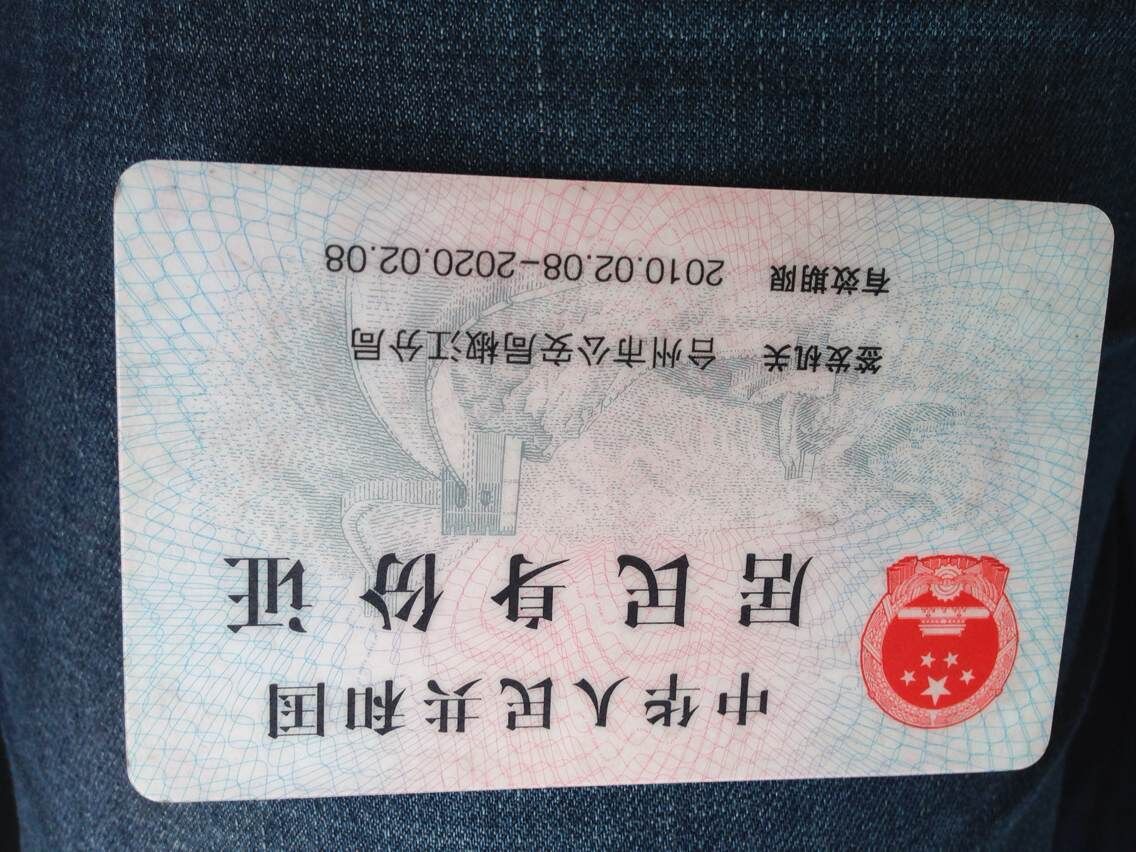 中华人民共和国
居民身份证
签发机关 台州市公安局椒江分局
有效期限 2010.02.08-2020.02.08